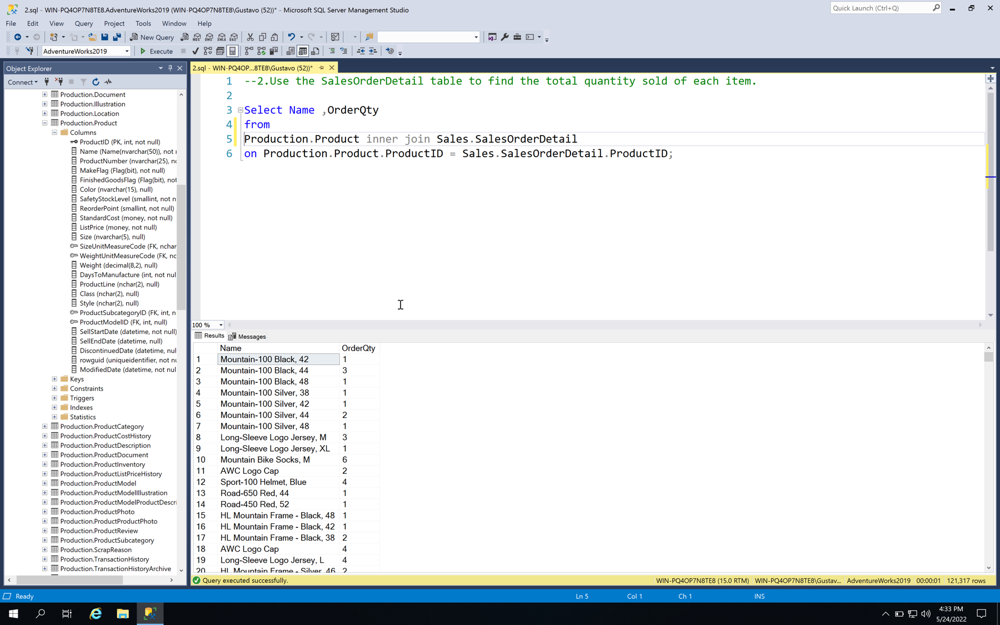 2.sql - WIN-PQ4OP7N8TE8.AdventureWorks2019 (WIN-PQ4OP7N8TE8\Gustavo (52))* - Microsoft SQL Server Management Studio
Quick Launch (Ctrl+Q)
File Edit View Query Project Tools Window Help
New Query
MDX DMX XMLA DAX
AdventureWorks2019
Execute
Object Explorer
Connect
Production.Document
Production.Illustration
Production.Location
Production.Product
Columns
ProductID (PK, int, not null)
Name (Name(nvarchar(50)), not
ProductNumber (nvarchar(25),
MakeFlag (Flag(bit), not null)
FinishedGoodsFlag (Flag(bit), not
Color (nvarchar(15), null)
SafetyStockLevel (smallint, not n
ReorderPoint (smallint, not null)
StandardCost (money, not null)
ListPrice (money, not null)
Size (nvarchar(5), null)
SizeUnitMeasureCode (FK, nchar
WeightUnitMeasureCode (FK, nc
Weight (decimal(8,2), null)
DaysToManufacture (int, not nul
ProductLine (nchar(2), null)
Class (nchar(2), null)
Style (nchar(2), null)
ProductSubcategoryID (FK, int, n
ProductModelID (FK, int, null)
SellStartDate (datetime, not null)
SellEndDate (datetime, null)
DiscontinuedDate (datetime, nul
rowguid (uniqueidentifier, not nu
ModifiedDate (datetime, not nul
Keys
Constraints
Triggers
Indexes
Statistics
Production.ProductCategory
Production.ProductCostHistory
Production.ProductDescription
Production.ProductDocument
Production.ProductInventory
Production.ProductListPriceHistory
Production.ProductModel
Production.ProductModelIllustration
Production.ProductModelProductDescri
Production.ProductPhoto
Production.ProductProductPhoto
Production.ProductReview
Production.ProductSubcategory
Production.ScrapReason
Production.TransactionHistory
Production.TransactionHistoryArchive
2.sql - WIN-PQ4OP...8TE8\Gustavo (52))*
1 --2.Use the SalesOrderDetail table to find the total quantity sold of each item.
2
3 Select Name ,OrderQty
4 from
5 Production.Product inner join Sales.SalesOrderDetail
6 on Production.Product.ProductID = Sales.SalesOrderDetail.ProductID;
100 %
Results Messages
Name OrderQty
1 Mountain-100 Black, 42 1
2 Mountain-100 Black, 44 3
3 Mountain-100 Black, 48 1
4 Mountain-100 Silver, 38 1
5 Mountain-100 Silver, 42 1
6 Mountain-100 Silver, 44 2
7 Mountain-100 Silver, 48 1
8 Long-Sleeve Logo Jersey, M 3
9 Long-Sleeve Logo Jersey, XL 1
10 Mountain Bike Socks, M 6
11 AWC Logo Cap 2
12 Sport-100 Helmet, Blue 4
13 Road-650 Red, 44 1
14 Road-450 Red, 52 1
15 HL Mountain Frame - Black, 48 1
16 HL Mountain Frame - Black, 42 1
17 HL Mountain Frame - Black, 38 2
18 AWC Logo Cap 4
19 Long-Sleeve Logo Jersey, L 4
20 HL Mountain Frame - Silver, 46 2
Query executed successfully.
WIN-PQ4OP7N8TE8 (15.0 RTM) WIN-PQ4OP7N8TE8\Gustav... AdventureWorks2019 00:00:01 121,317 rows
Ready
Ln 5 Col 1 Ch 1 INS
4:33 PM
5/24/2022